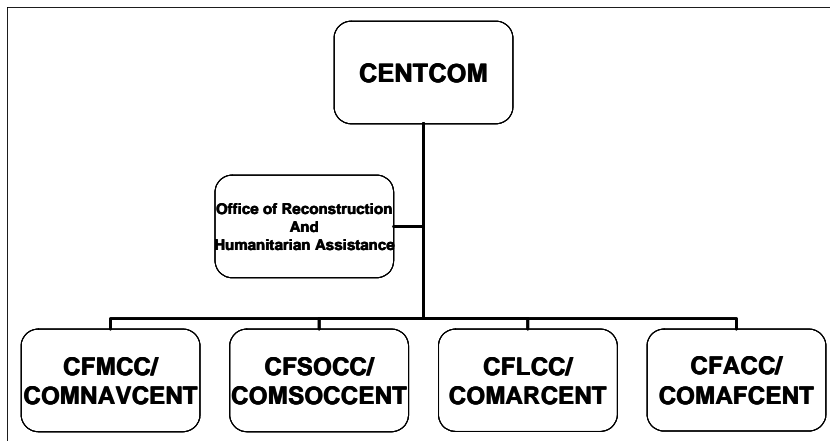 CENTCOM
Office of Reconstruction
And
Humanitarian Assistance
CFMCC/
COMNAVCENT
CFSOCC/
COMSOCCENT
CFLCC/
COMARCENT
CFACC/
COMAFCENT